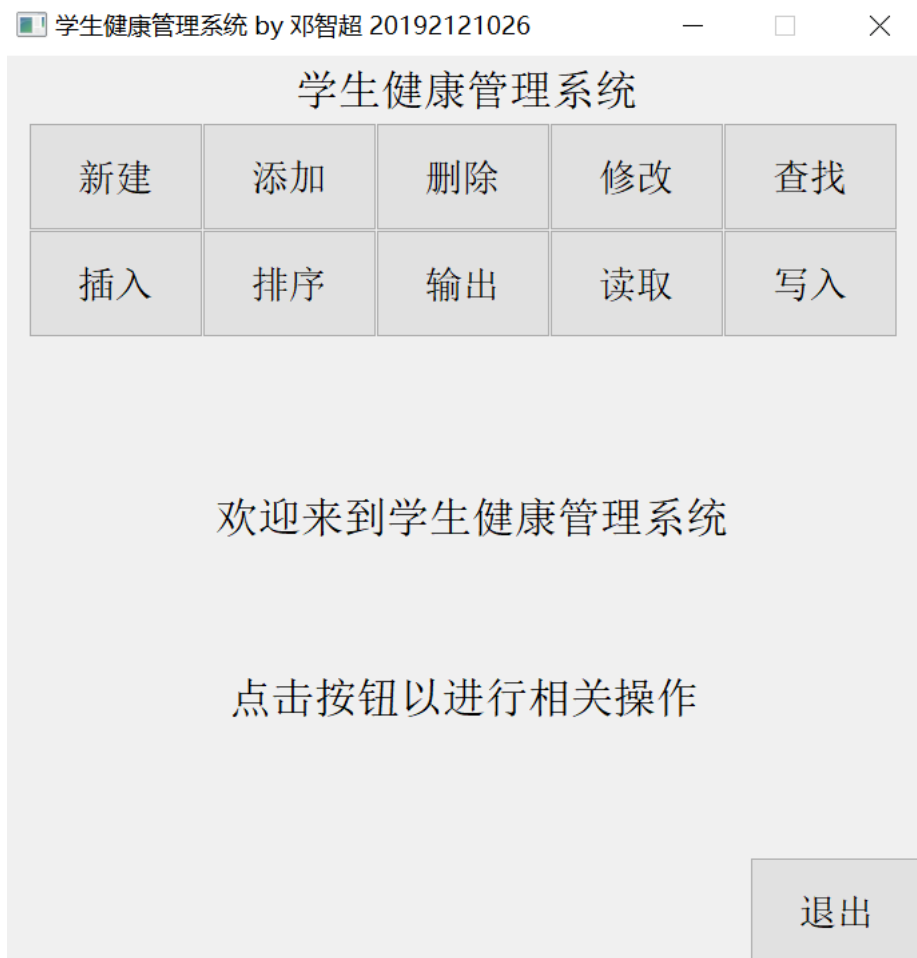 学生健康管理系统 by 邓智超 20192121026
学生健康管理系统
新建 添加 删除 修改 查找
插入 排序 输出 读取 写入
欢迎来到学生健康管理系统
点击按钮以进行相关操作
退出